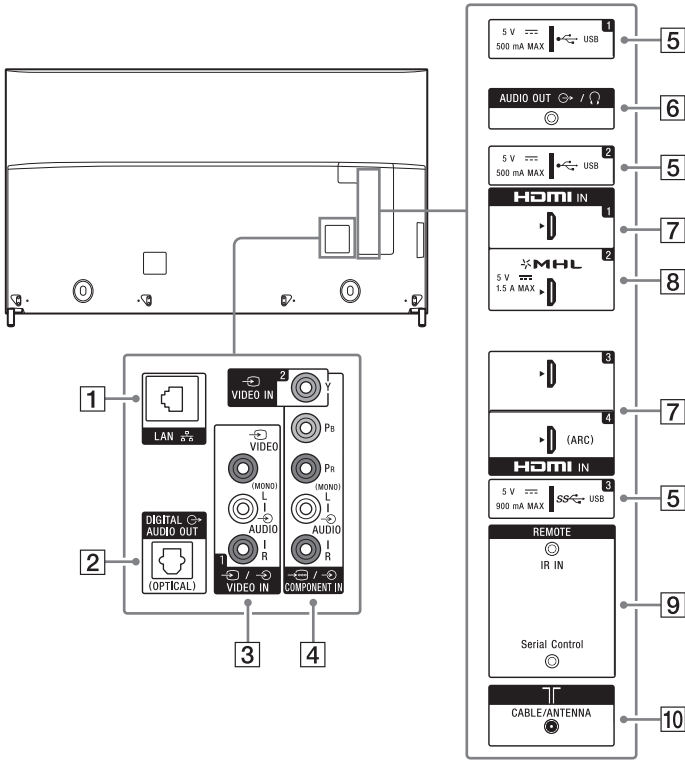 1
5 V
500 mA MAX
USB
5
AUDIO OUT /
6
2
5 V
500 mA MAX
USB
5
HDMI IN
1
7
MHL
2
5 V
1.5 A MAX
8
3
7
4
(ARC)
HDMI IN
3
5 V
900 mA MAX
SS USB
5
REMOTE
IR IN
9
Serial Control
CABLE/ANTENNA
10
1
LAN
2
DIGITAL
AUDIO OUT
(OPTICAL)
VIDEO
(MONO)
L
AUDIO
R
1
/
VIDEO IN
3
2
VIDEO IN
Y
PB
PR
(MONO)
L
AUDIO
R
/
COMPONENT IN
4